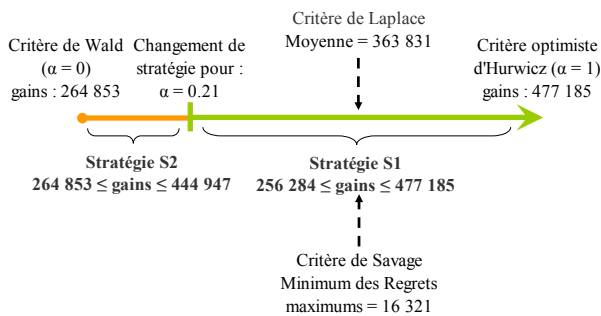 Critère de Wald
(α = 0)
gains : 264 853
Changement de
stratégie pour :
α = 0.21
Critère de Laplace
Moyenne = 363 831
Critère optimiste
d'Hurwicz (α = 1)
gains : 477 185
Stratégie S2
264 853 ≤ gains ≤ 444 947
Stratégie S1
256 284 ≤ gains ≤ 477 185
Critère de Savage
Minimum des Regrets
maximums = 16 321